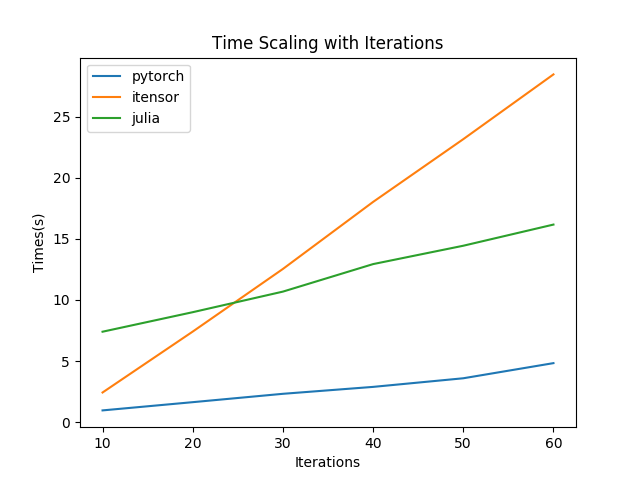 Time Scaling with Iterations
pytorch
itensor
julia
Times(s)
25
20
15
10
5
0
10 20 30 40 50 60
Iterations